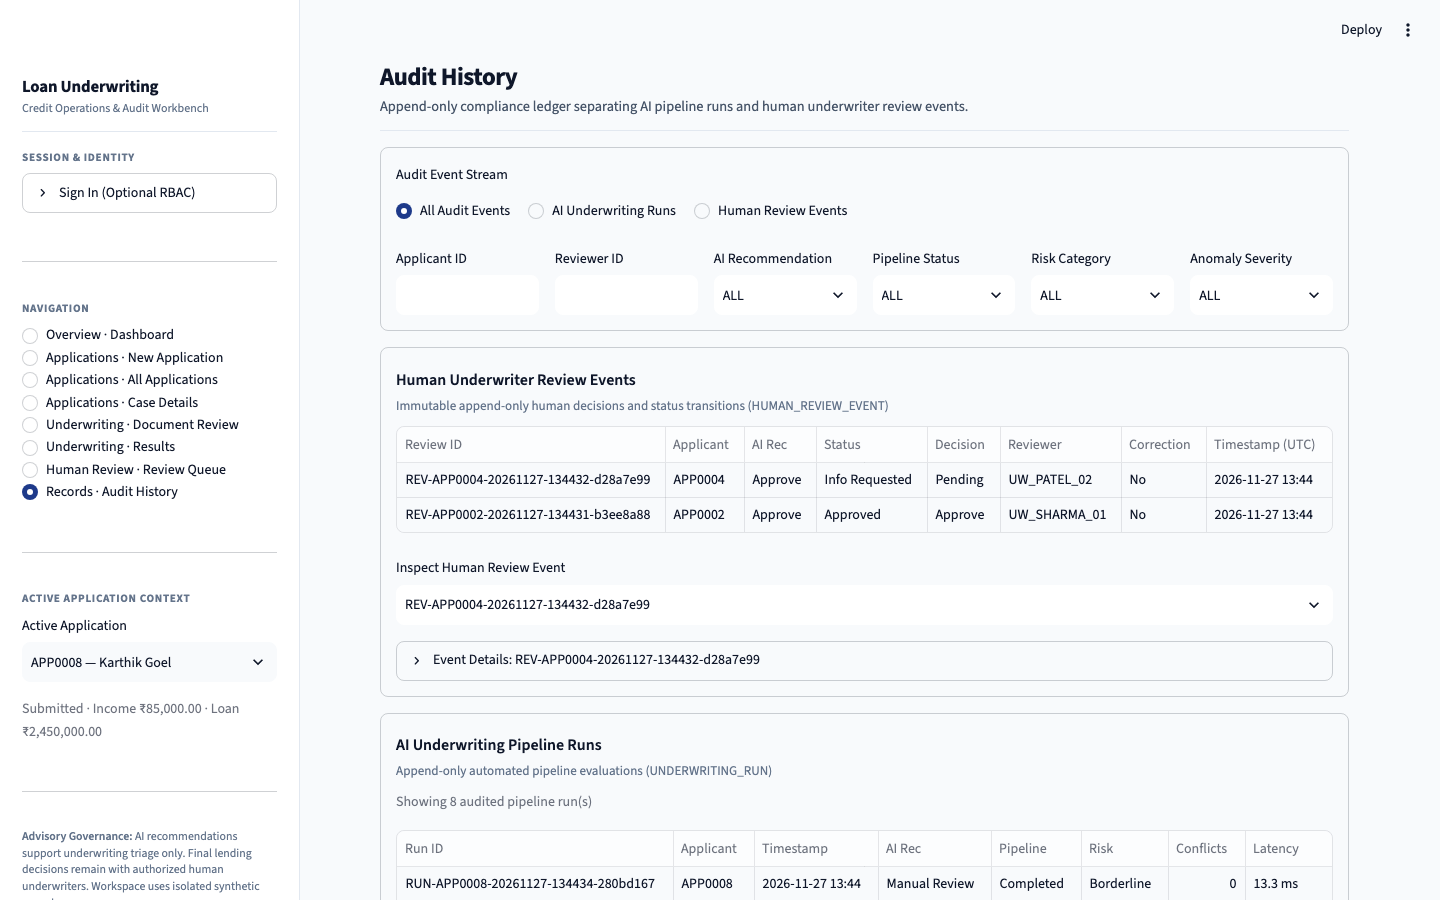 Deploy
Loan Underwriting
Credit Operations & Audit Workbench
SESSION & IDENTITY
Sign In (Optional RBAC)
NAVIGATION
Overview · Dashboard
Applications · New Application
Applications · All Applications
Applications · Case Details
Underwriting · Document Review
Underwriting · Results
Human Review · Review Queue
Records · Audit History
ACTIVE APPLICATION CONTEXT
Active Application
APP0008 — Karthik Goel
Submitted · Income ₹85,000.00 · Loan
₹2,450,000.00
Advisory Governance: AI recommendations
support underwriting triage only. Final lending
decisions remain with authorized human
underwriters. Workspace uses isolated synthetic
Audit History
Append-only compliance ledger separating AI pipeline runs and human underwriter review events.
Audit Event Stream
All Audit Events AI Underwriting Runs Human Review Events
Applicant ID Reviewer ID AI Recommendation Pipeline Status Risk Category Anomaly Severity
ALL ALL ALL ALL
Human Underwriter Review Events
Immutable append-only human decisions and status transitions (HUMAN_REVIEW_EVENT)
Review ID Applicant AI Rec Status Decision Reviewer Correction Timestamp (UTC)
REV-APP0004-20261127-134432-d28a7e99 APP0004 Approve Info Requested Pending UW_PATEL_02 No 2026-11-27 13:44
REV-APP0002-20261127-134431-b3ee8a88 APP0002 Approve Approved Approve UW_SHARMA_01 No 2026-11-27 13:44
Inspect Human Review Event
REV-APP0004-20261127-134432-d28a7e99
Event Details: REV-APP0004-20261127-134432-d28a7e99
AI Underwriting Pipeline Runs
Append-only automated pipeline evaluations (UNDERWRITING_RUN)
Showing 8 audited pipeline run(s)
Run ID Applicant Timestamp AI Rec Pipeline Risk Conflicts Latency
RUN-APP0008-20261127-134434-280bd167 APP0008 2026-11-27 13:44 Manual Review Completed Borderline 0 13.3 ms